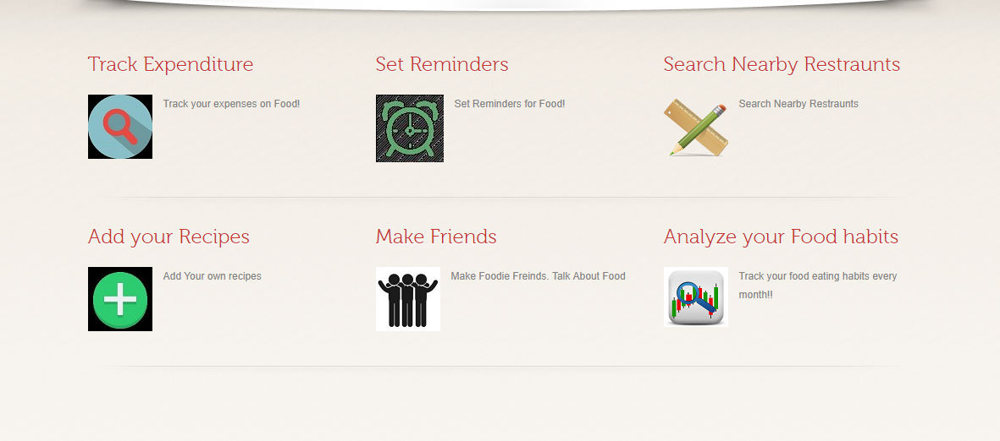 Track Expenditure
Set Reminders
Search Nearby Restraunts
Track your expenses on Food!
Set Reminders for Food!
Search Nearby Restraunts
Add your Recipes
Make Friends
Analyze your Food habits
Add Your own recipes
Make Foodie Freinds. Talk About Food
Track your food eating habits every
month!!